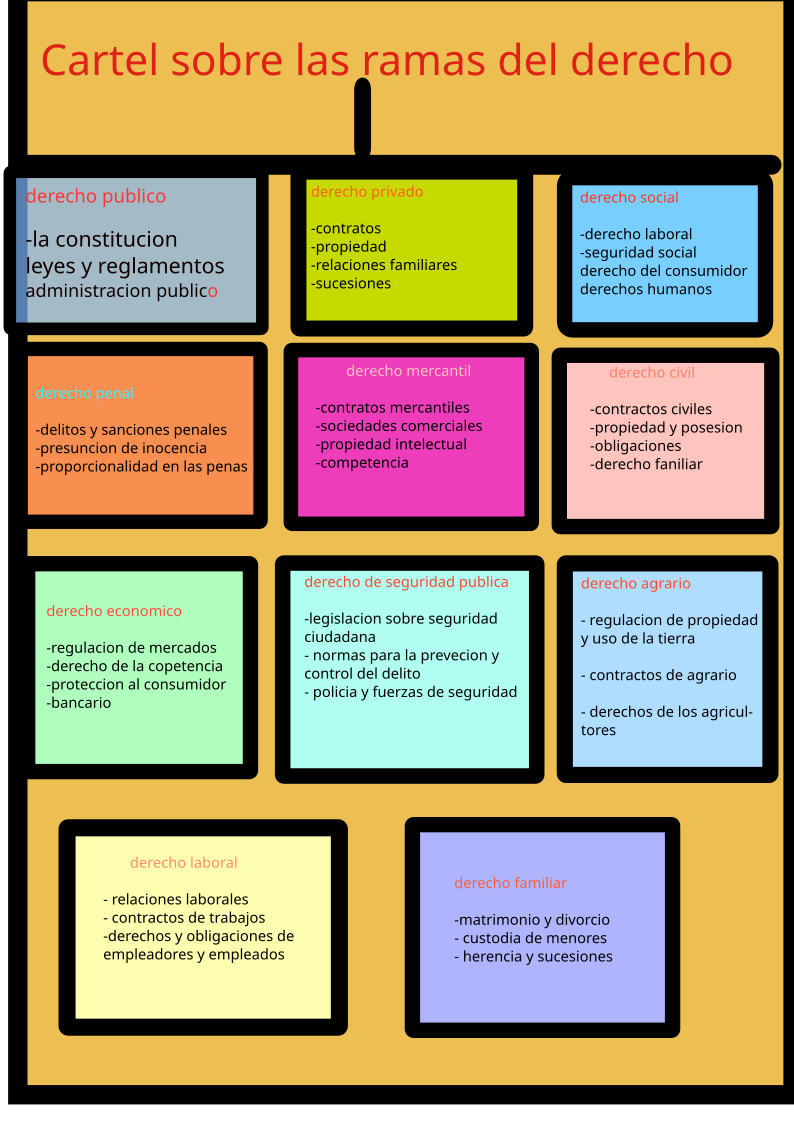 Cartel sobre las ramas del derecho
derecho publico
-la constitucion
leyes y reglamentos
administracion publico
derecho privado
-contratos
-propiedad
-relaciones familiares
-sucesiones
derecho social
-derecho laboral
-seguridad social
derecho del consumidor
derechos humanos
derecho penal
-delitos y sanciones penales
-presuncion de inocencia
-proporcionalidad en las penas
derecho mercantil
-contratos mercantiles
-sociedades comerciales
-propiedad intelectual
-competencia
derecho civil
-contractos civiles
-propiedad y posesion
-obligaciones
-derecho faniliar
derecho economico
-regulacion de mercados
-derecho de la copetencia
-proteccion al consumidor
-bancario
derecho de seguridad publica
-legislacion sobre seguridad
ciudadana
- normas para la prevecion y
control del delito
- policia y fuerzas de seguridad
derecho agrario
- regulacion de propiedad
y uso de la tierra
- contractos de agrario
- derechos de los agricul-
tores
derecho laboral
- relaciones laborales
- contractos de trabajos
-derechos y obligaciones de
empleadores y empleados
derecho familiar
-matrimonio y divorcio
- custodia de menores
- herencia y sucesiones